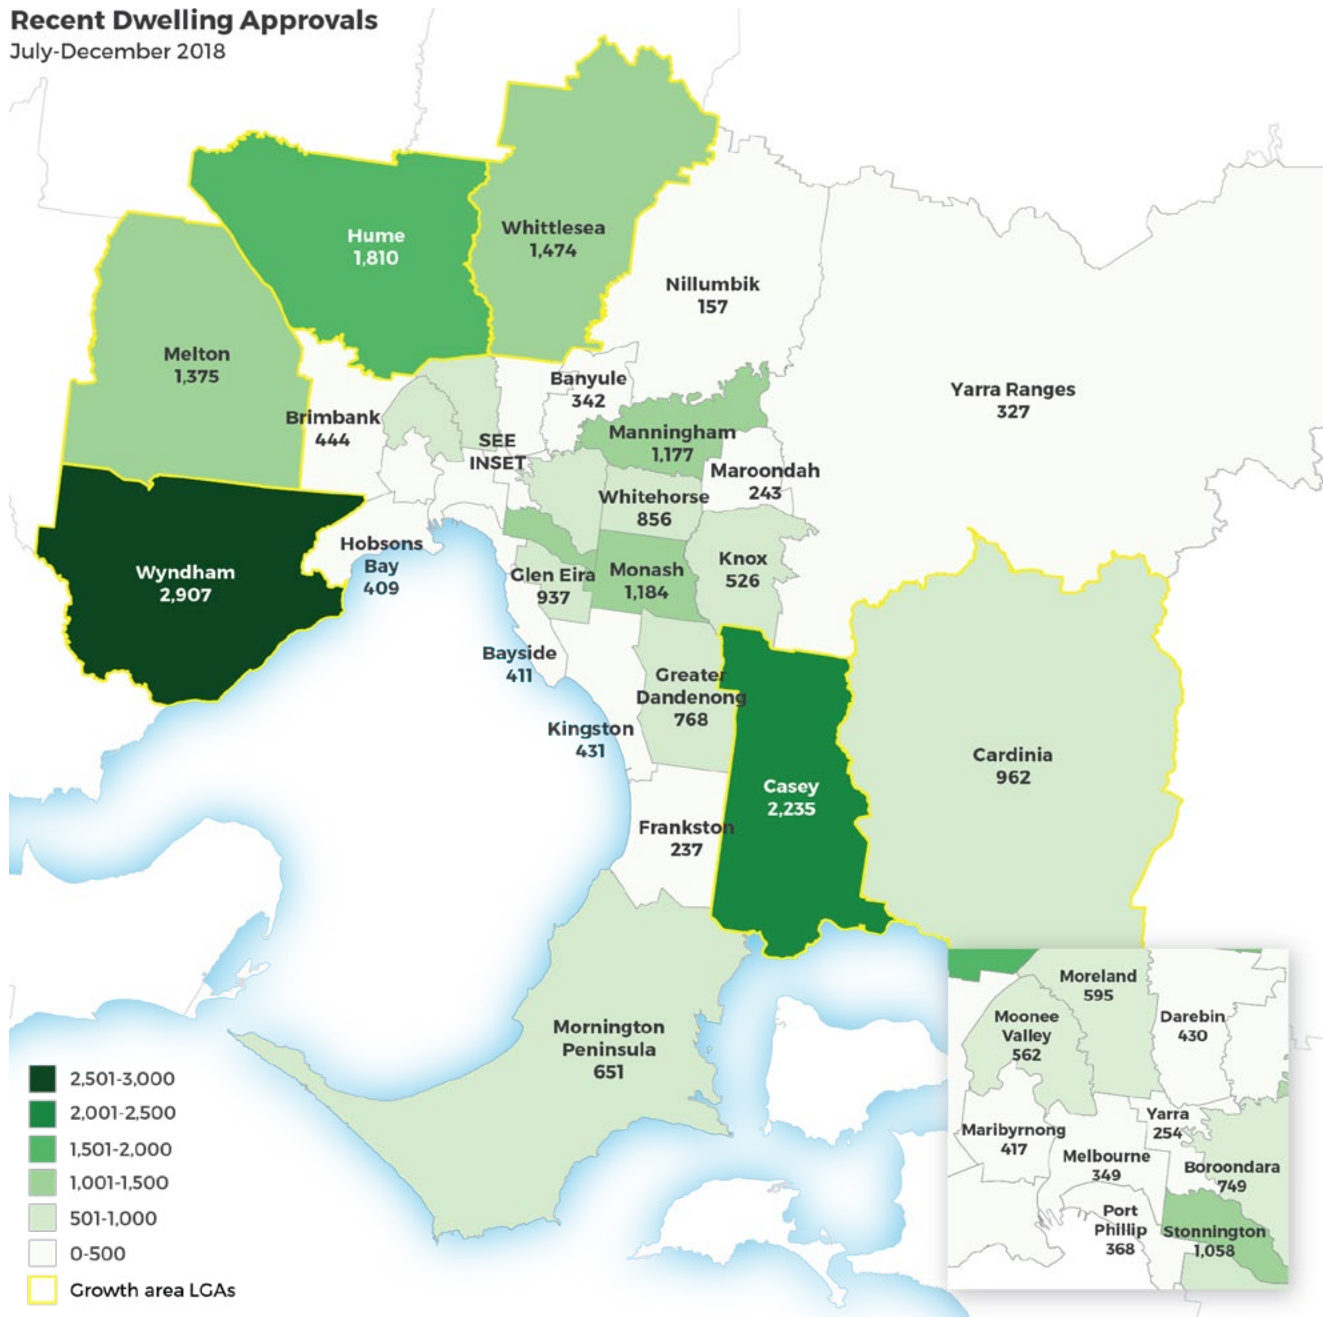 Recent Dwelling Approvals
July-December 2018
Hume
1,810
Whittlesea
1,474
Nillumbik
157
Melton
1,375
Banyule
342
Yarra Ranges
327
Brimbank
444
SEE
INSET
Manningham
1,177
Maroondah
243
Whitehorse
856
Hobsons
Bay
409
Wyndham
2,907
Glen Eira
937
Monash
1,184
Knox
526
Bayside
411
Greater
Dandenong
768
Kingston
431
Casey
2,235
Cardinia
962
Frankston
237
Mornington
Peninsula
651
Moreland
595
Moonee
Valley
562
Darebin
430
Maribyrnong
417
Yarra
254
Melbourne
349
Boroondara
749
Port
Phillip
368
Stonnington
1,058
2,501-3,000
2,001-2,500
1,501-2,000
1,001-1,500
501-1,000
0-500
Growth area LGAs